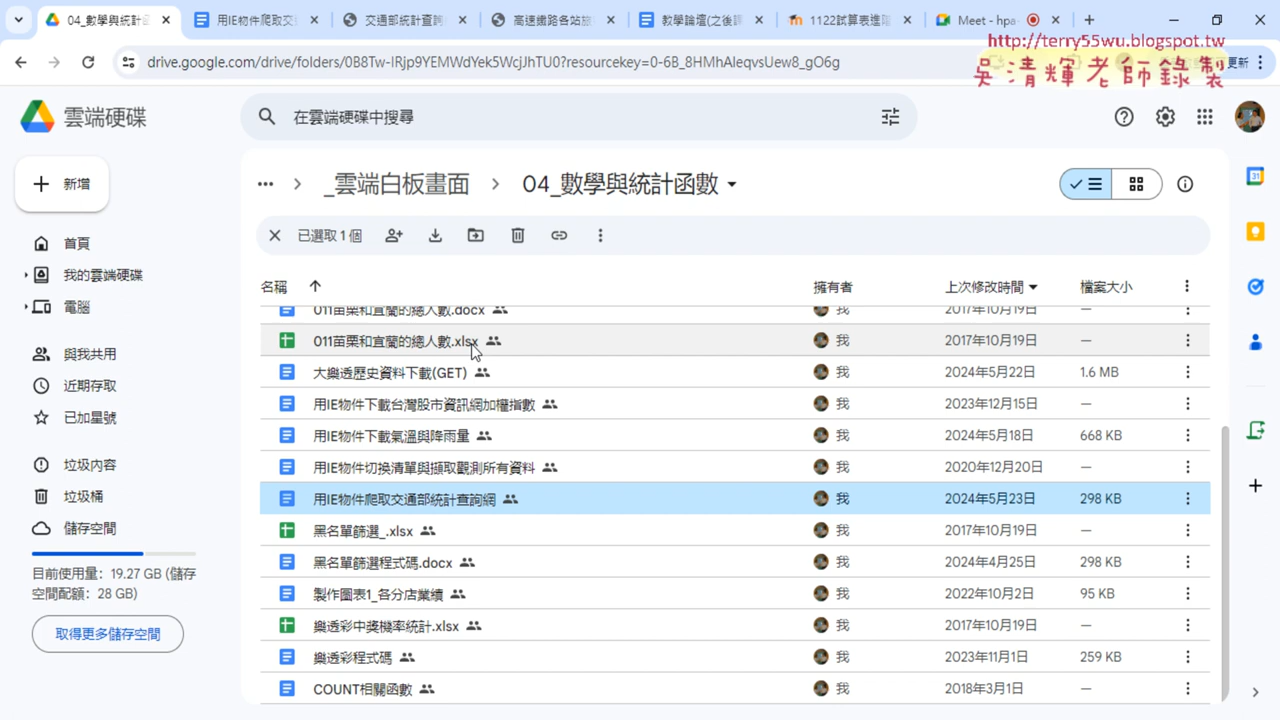 04_數學與統計函
用IE物件爬取交
交通部統計查詢
高速鐵路各站旅
教學論壇(之後課
1122試算表進階
Meet - hpa
http://terry55wu.blogspot.tw
drive.google.com/drive/folders/0B8Tw-IRjp9YEMWdYek5WcjJhTU0?resourcekey=0-6B_8HMhAleqvsUew8_gO6g
更新
吳清輝老師錄製
雲端硬碟
在雲端硬碟中搜尋
新增
_雲端白板畫面
04_數學與統計函數
已選取 1 個
首頁
我的雲端硬碟
電腦
與我共用
近期存取
已加星號
垃圾內容
垃圾桶
儲存空間
目前使用量：19.27 GB (儲存
空間配額：28 GB)
取得更多儲存空間
名稱 擁有者 上次修改時間 檔案大小
011苗栗和宜蘭的總人數.docx 我 2017年10月19日 —
011苗栗和宜蘭的總人數.xlsx 我 2017年10月19日 —
大樂透歷史資料下載(GET) 我 2024年5月22日 1.6 MB
用IE物件下載台灣股市資訊網加權指數 我 2023年12月15日 —
用IE物件下載氣溫與降雨量 我 2024年5月18日 668 KB
用IE物件切換清單與擷取觀測所有資料 我 2020年12月20日 —
用IE物件爬取交通部統計查詢網 我 2024年5月23日 298 KB
黑名單篩選_.xlsx 我 2017年10月19日 —
黑名單篩選程式碼.docx 我 2024年4月25日 298 KB
製作圖表1_各分店業績 我 2022年10月2日 95 KB
樂透彩中獎機率統計.xlsx 我 2017年10月19日 —
樂透彩程式碼 我 2023年11月1日 259 KB
COUNT相關函數 我 2018年3月1日 —